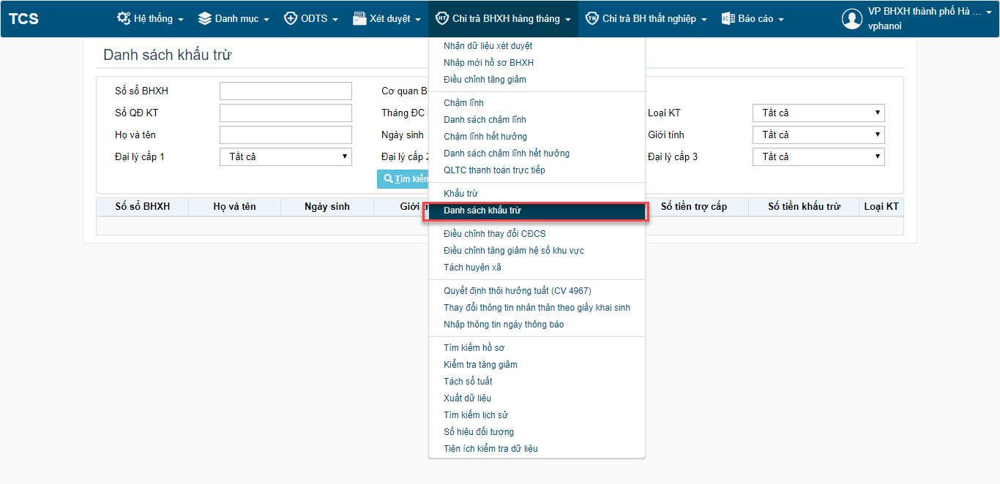 TCS
Hệ thống
Danh mục
ODTS
Xét duyệt
Chi trả BHXH hàng tháng
Chi trả BH thất nghiệp
Báo cáo
VP BHXH thành phố Hà ...
vphanoi
Danh sách khấu trừ
Số sổ BHXH
Cơ quan B
Số QĐ KT
Tháng ĐC
Loại KT
Tất cả
Họ và tên
Ngày sinh
Giới tính
Tất cả
Đại lý cấp 1
Tất cả
Đại lý cấp 2
Đại lý cấp 3
Tất cả
Tìm kiếm
Số sổ BHXH
Họ và tên
Ngày sinh
Giới
Số tiền trợ cấp
Số tiền khấu trừ
Loại KT
Nhận dữ liệu xét duyệt
Nhập mới hồ sơ BHXH
Điều chỉnh tăng giảm
Chậm lĩnh
Danh sách chậm lĩnh
Chậm lĩnh hết hưởng
Danh sách chậm lĩnh hết hưởng
QLTC thanh toán trực tiếp
Khấu trừ
Danh sách khấu trừ
Điều chỉnh thay đổi CĐCS
Điều chỉnh tăng giảm hệ số khu vực
Tách huyện xã
Quyết định thôi hưởng tuất (CV 4967)
Thay đổi thông tin nhân thân theo giấy khai sinh
Nhập thông tin ngày thông báo
Tìm kiếm hồ sơ
Kiểm tra tăng giảm
Tách sổ tuất
Xuất dữ liệu
Tìm kiếm lịch sử
Số hiệu đối tượng
Tiện ích kiểm tra dữ liệu